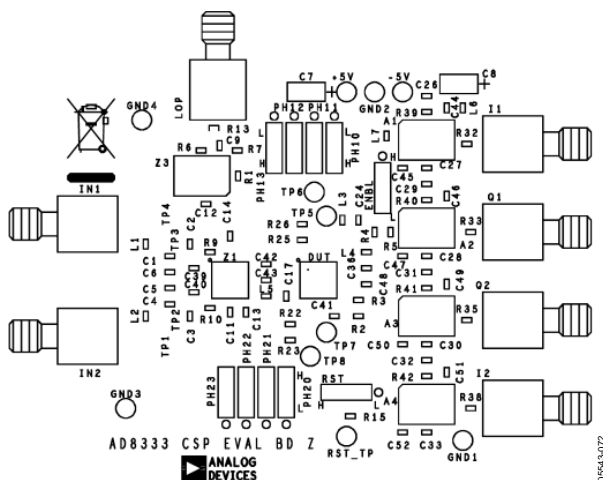 LOP
C7
+5V
-5V
C8
GND2
C26
C44
L6
I1
GND4
PH12
PH11
R39
A1
R13
C9
R6
R7
L
H
L
H
PH10
PH13
L7
R32
Z3
R1
H
ENBL
C45
C27
C29
R40
C46
Q1
IN1
TP6
C12
C14
TP4
TP3
C2
TP5
L3
C24
R26
R25
R4
R5
A2
R33
L1
R9
C1
C6
C5
C4
C39
C40
Z1
C42
C43
L5
C17
DUT
L4
C36
C47
C48
C28
C31
R41
C49
Q2
L2
TP1
TP2
C3
R10
C11
C13
R22
R23
C41
R3
R2
A3
R35
TP7
TP8
C50
C30
C32
IN2
PH22
PH21
PH23
PH20
H
L
RST
H
L
R42
C51
I2
A4
R38
GND3
R15
RST_TP
C52
C33
GND1
AD8333 CSP EVAL BD Z
ANALOG
DEVICES
05543-072